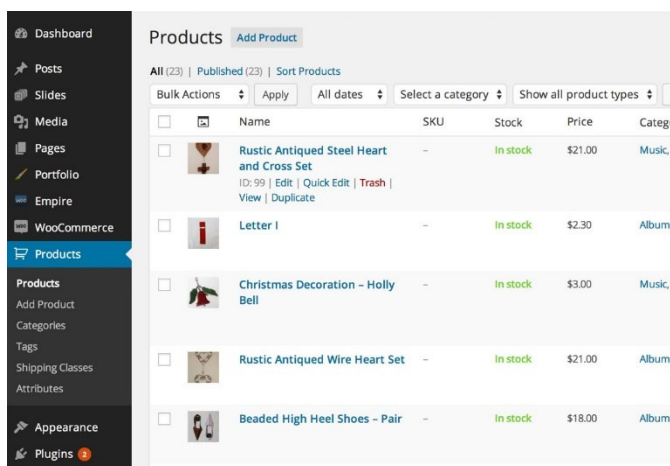 Dashboard
Posts
Slides
Media
Pages
Portfolio
Empire
WooCommerce
Products
Products
Add Product
Categories
Tags
Shipping Classes
Attributes
Appearance
Plugins 2
Products Add Product
All (23) | Published (23) | Sort Products
Bulk Actions Apply All dates Select a category Show all product types
Name SKU Stock Price Categ
Rustic Antiqued Steel Heart – In stock $21.00 Music,
and Cross Set
ID: 99 | Edit | Quick Edit | Trash |
View | Duplicate
Letter I – In stock $2.30 Album
Christmas Decoration – Holly – In stock $3.00 Music,
Bell
Rustic Antiqued Wire Heart Set – In stock $21.00 Album
Beaded High Heel Shoes – Pair – In stock $18.00 Album